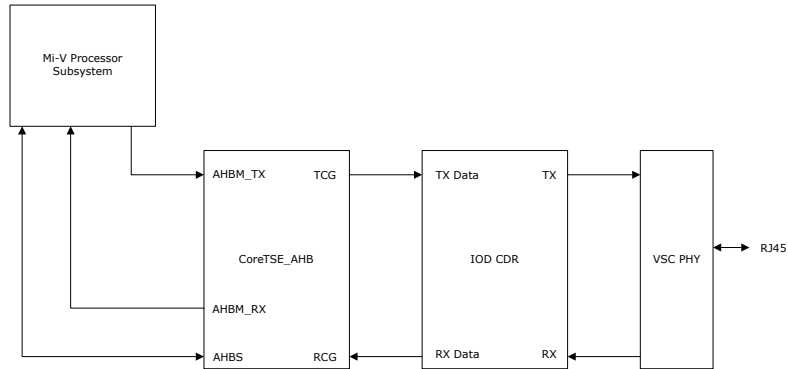 Mi-V Processor
Subsystem
AHBM_TX
TCG
TX Data
TX
CoreTSE_AHB
IOD CDR
VSC PHY
RJ45
AHBM_RX
AHBS
RCG
RX Data
RX